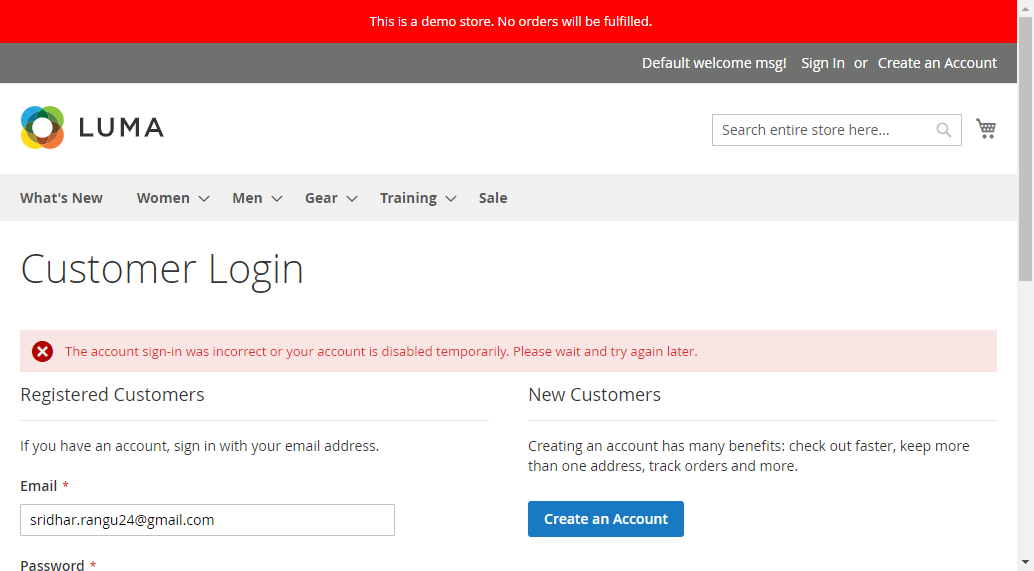 This is a demo store. No orders will be fulfilled.
Default welcome msg! Sign In or Create an Account
LUMA
Search entire store here...
What's New Women Men Gear Training Sale
Customer Login
The account sign-in was incorrect or your account is disabled temporarily. Please wait and try again later.
Registered Customers
If you have an account, sign in with your email address.
Email *
sridhar.rangu24@gmail.com
Password *
New Customers
Creating an account has many benefits: check out faster, keep more
than one address, track orders and more.
Create an Account